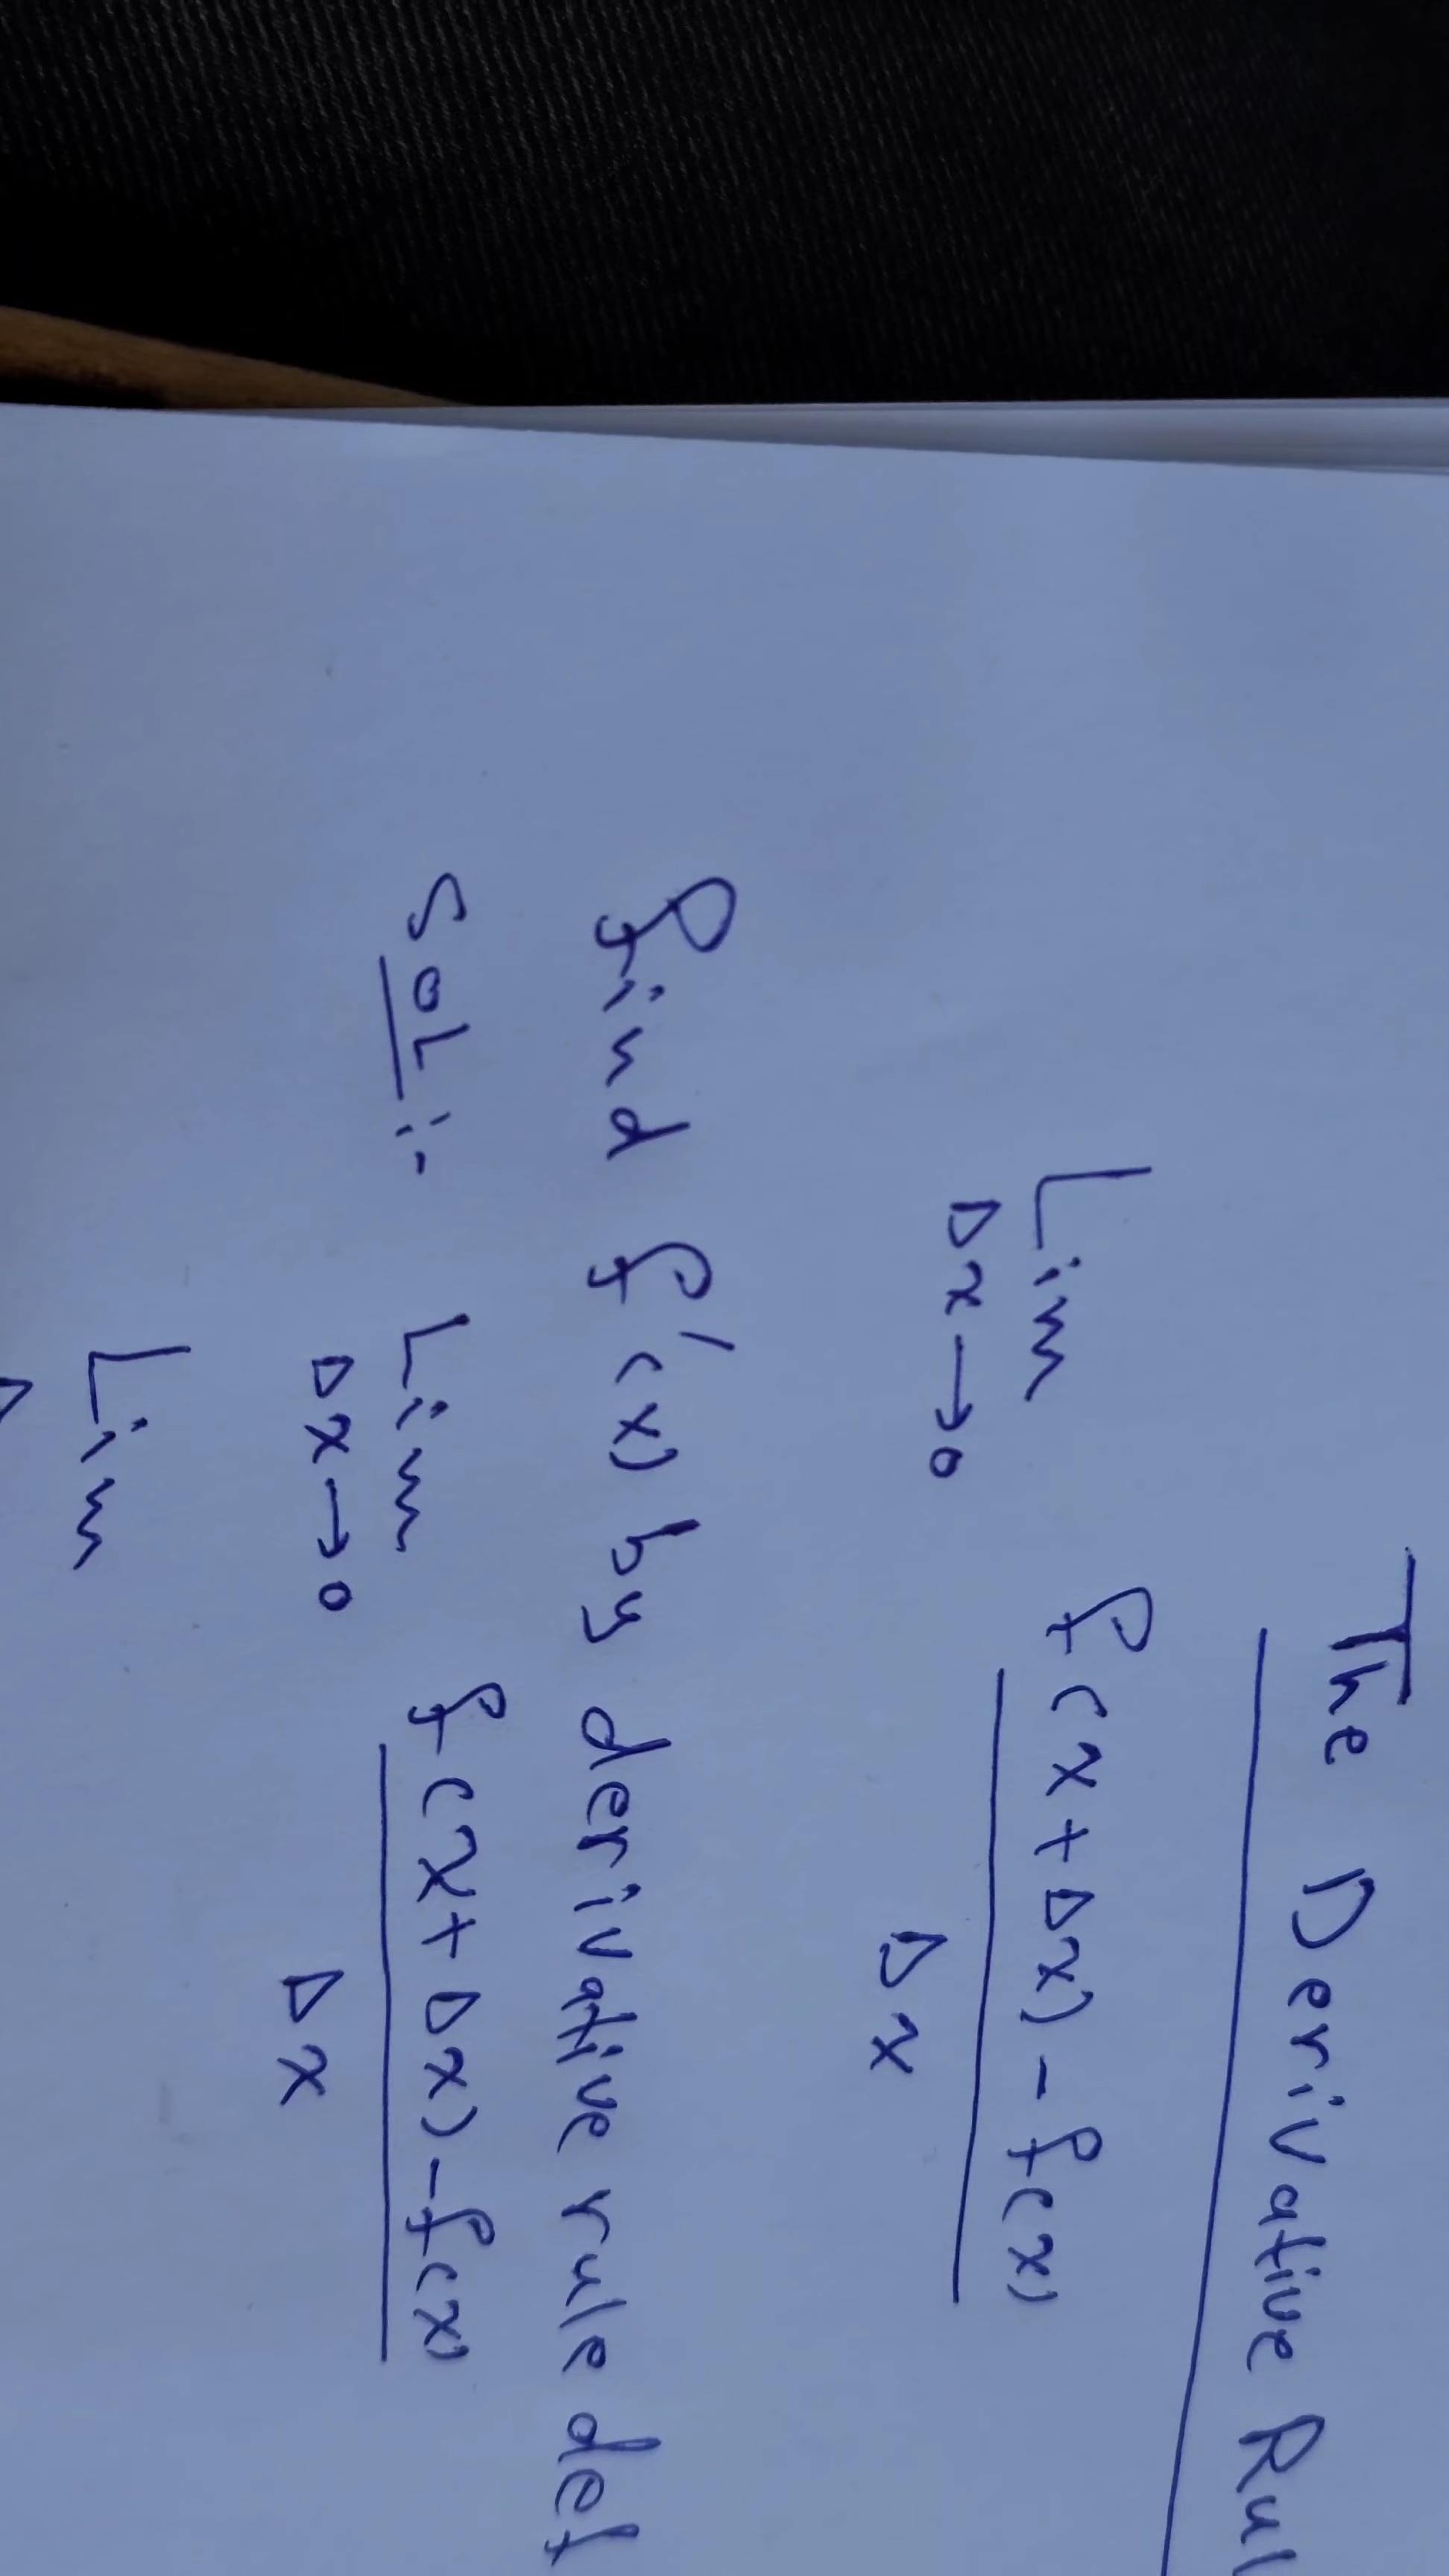 The Derivative Rul
Lim f(x+Δx)-f(x)
Δx→0 Δx
find f'(x) by derivative rule def
SOL:- Lim f(x+Δx)-f(x)
Δx→0 Δx
Lim
Δ